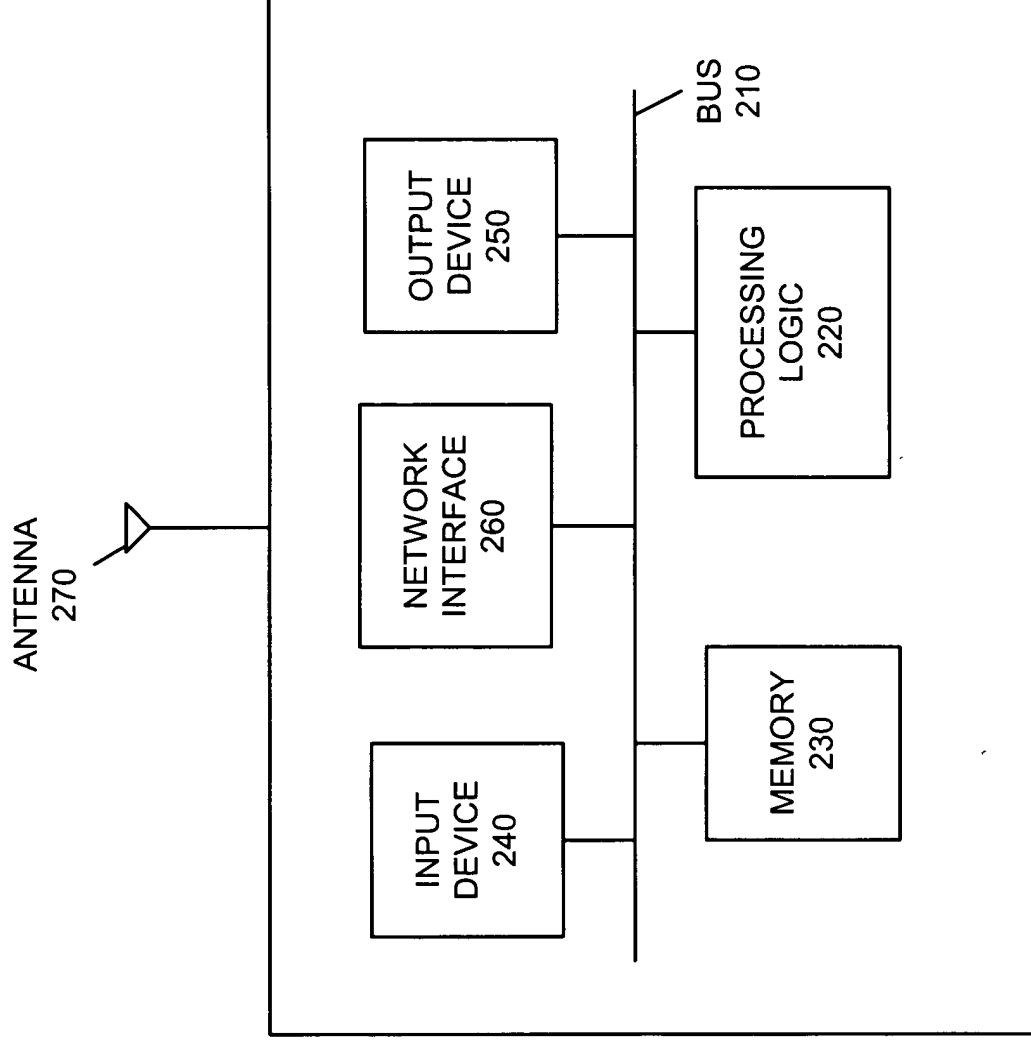 ANTENNA
270
INPUT
DEVICE
240
NETWORK
INTERFACE
260
OUTPUT
DEVICE
250
BUS
210
MEMORY
230
PROCESSING
LOGIC
220